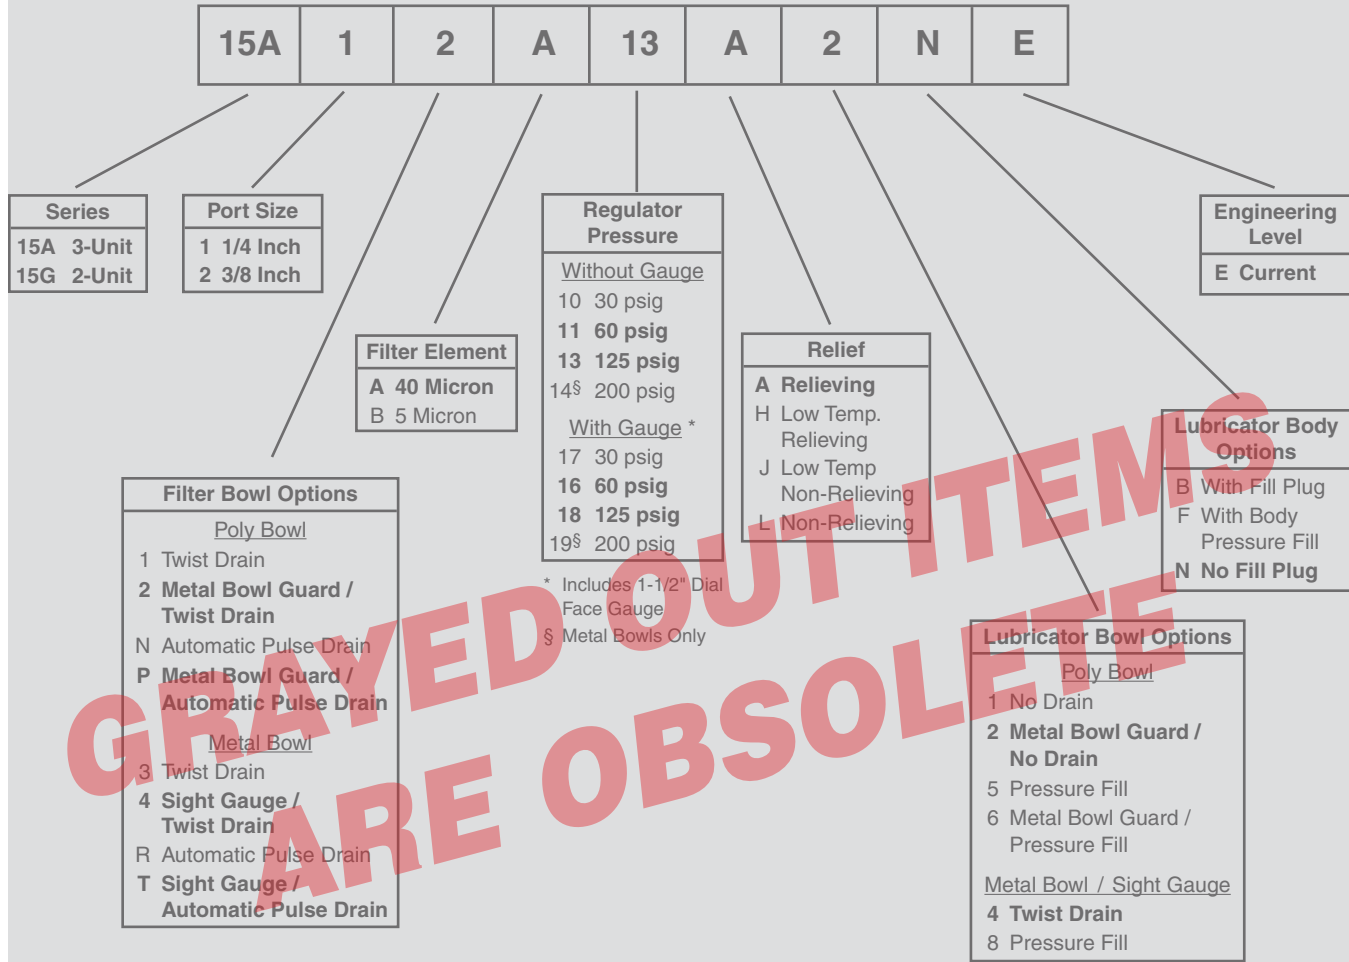 15A 1 2 A 13 A 2 N E
Series
15A 3-Unit
15G 2-Unit
Port Size
1 1/4 Inch
2 3/8 Inch
Filter Bowl Options
Poly Bowl
1 Twist Drain
2 Metal Bowl Guard /
Twist Drain
N Automatic Pulse Drain
P Metal Bowl Guard /
Automatic Pulse Drain
Metal Bowl
3 Twist Drain
4 Sight Gauge /
Twist Drain
R Automatic Pulse Drain
T Sight Gauge /
Automatic Pulse Drain
Filter Element
A 40 Micron
B 5 Micron
Regulator
Pressure
Without Gauge
10 30 psig
11 60 psig
13 125 psig
14§ 200 psig
With Gauge *
17 30 psig
16 60 psig
18 125 psig
19§ 200 psig
* Includes 1-1/2" Dial
Face Gauge
§ Metal Bowls Only
Relief
A Relieving
H Low Temp.
Relieving
J Low Temp
Non-Relieving
L Non-Relieving
Lubricator Bowl Options
Poly Bowl
1 No Drain
2 Metal Bowl Guard /
No Drain
5 Pressure Fill
6 Metal Bowl Guard /
Pressure Fill
Metal Bowl / Sight Gauge
4 Twist Drain
8 Pressure Fill
Lubricator Body
Options
B With Fill Plug
F With Body
Pressure Fill
N No Fill Plug
Engineering
Level
E Current
GRAYED OUT ITEMS
ARE OBSOLETE